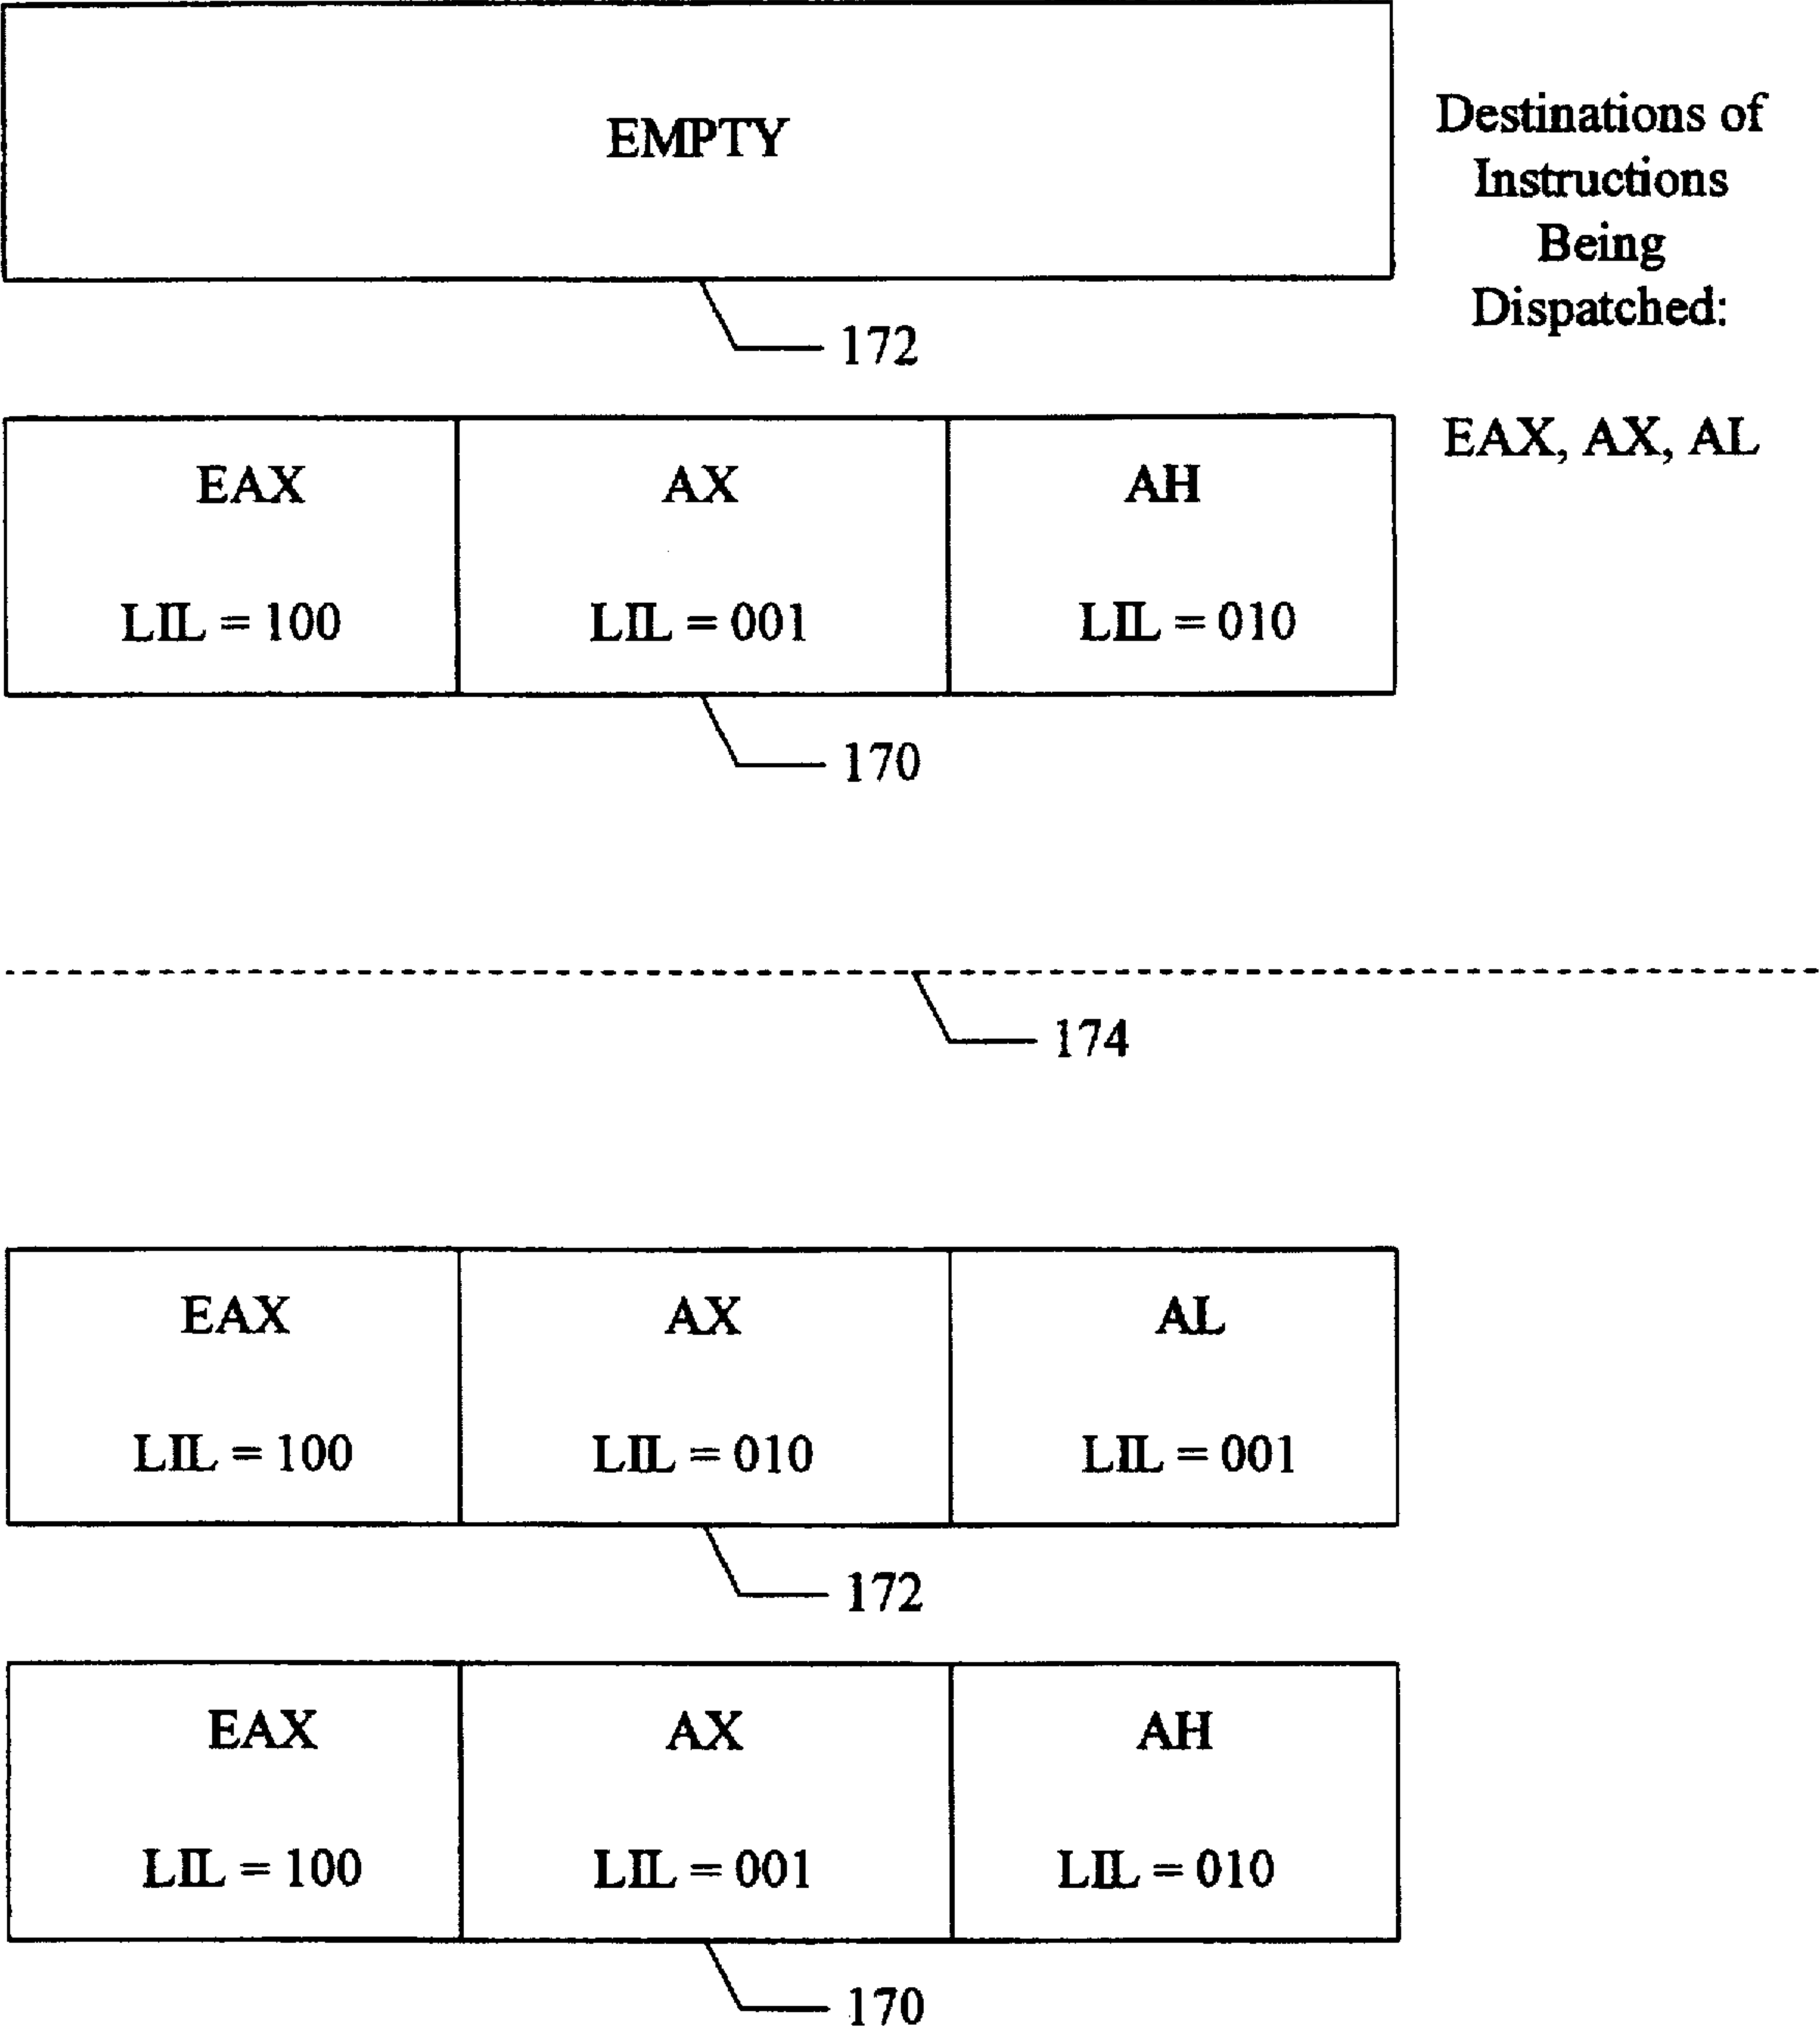 EMPTY
Destinations of
Instructions
Being
Dispatched:
172
EAX, AX, AL
EAX AX AH
LIL = 100 LIL = 001 LIL = 010
170
174
EAX AX AL
LIL = 100 LIL = 010 LIL = 001
172
EAX AX AH
LIL = 100 LIL = 001 LIL = 010
170